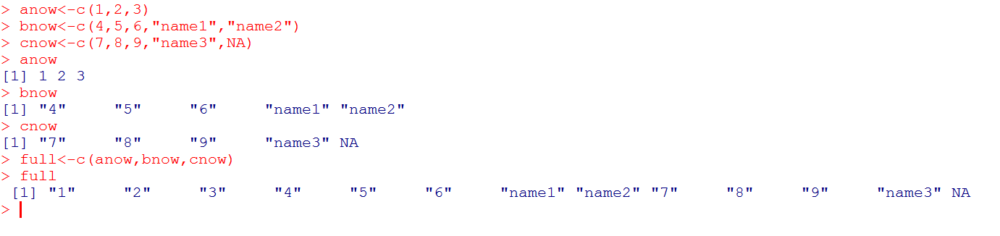 > anow<-c(1,2,3)
> bnow<-c(4,5,6,"name1","name2")
> cnow<-c(7,8,9,"name3",NA)
> anow
[1] 1 2 3
> bnow
[1] "4"     "5"     "6"     "name1" "name2"
> cnow
[1] "7"     "8"     "9"     "name3" NA
> full<-c(anow,bnow,cnow)
> full
 [1] "1"     "2"     "3"     "4"     "5"     "6"     "name1" "name2" "7"     "8"     "9"     "name3" NA
>